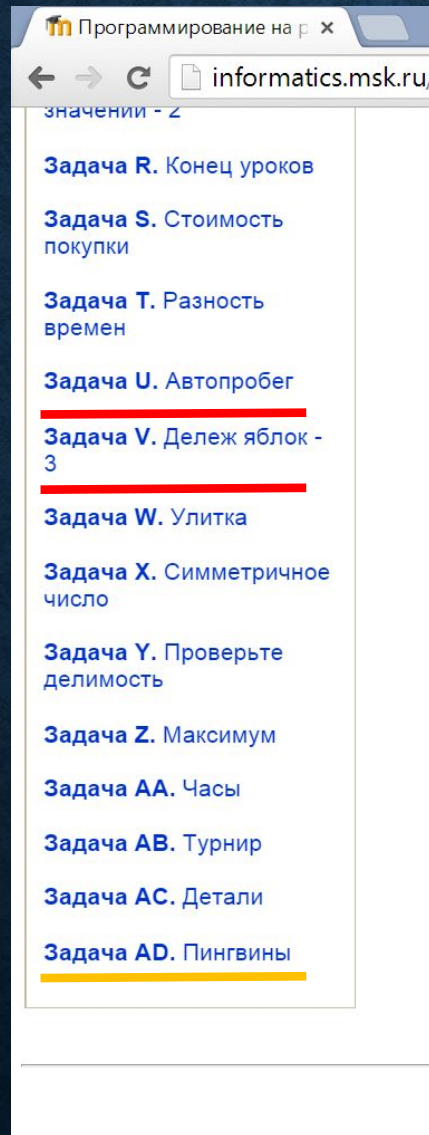 Программирование на р
informatics.msk.ru/
значений - 2
Задача R. Конец уроков
Задача S. Стоимость
покупки
Задача T. Разность
времен
Задача U. Автопробег
Задача V. Дележ яблок -
3
Задача W. Улитка
Задача X. Симметричное
число
Задача Y. Проверьте
делимость
Задача Z. Максимум
Задача AA. Часы
Задача AB. Турнир
Задача AC. Детали
Задача AD. Пингвины